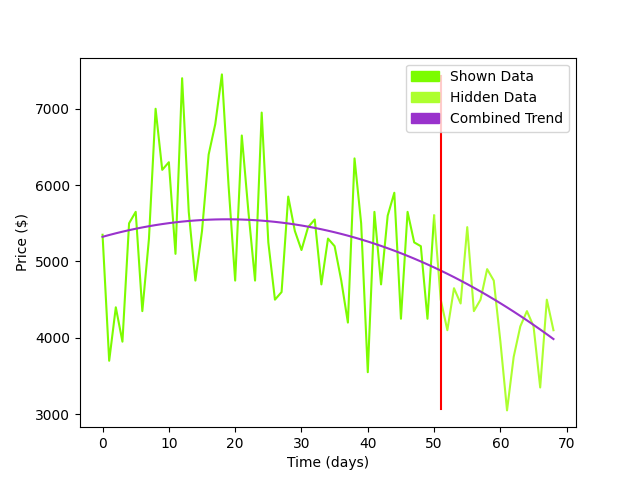 Shown Data
Hidden Data
Combined Trend
7000
6000
5000
4000
3000
Price ($)
0 10 20 30 40 50 60 70
Time (days)